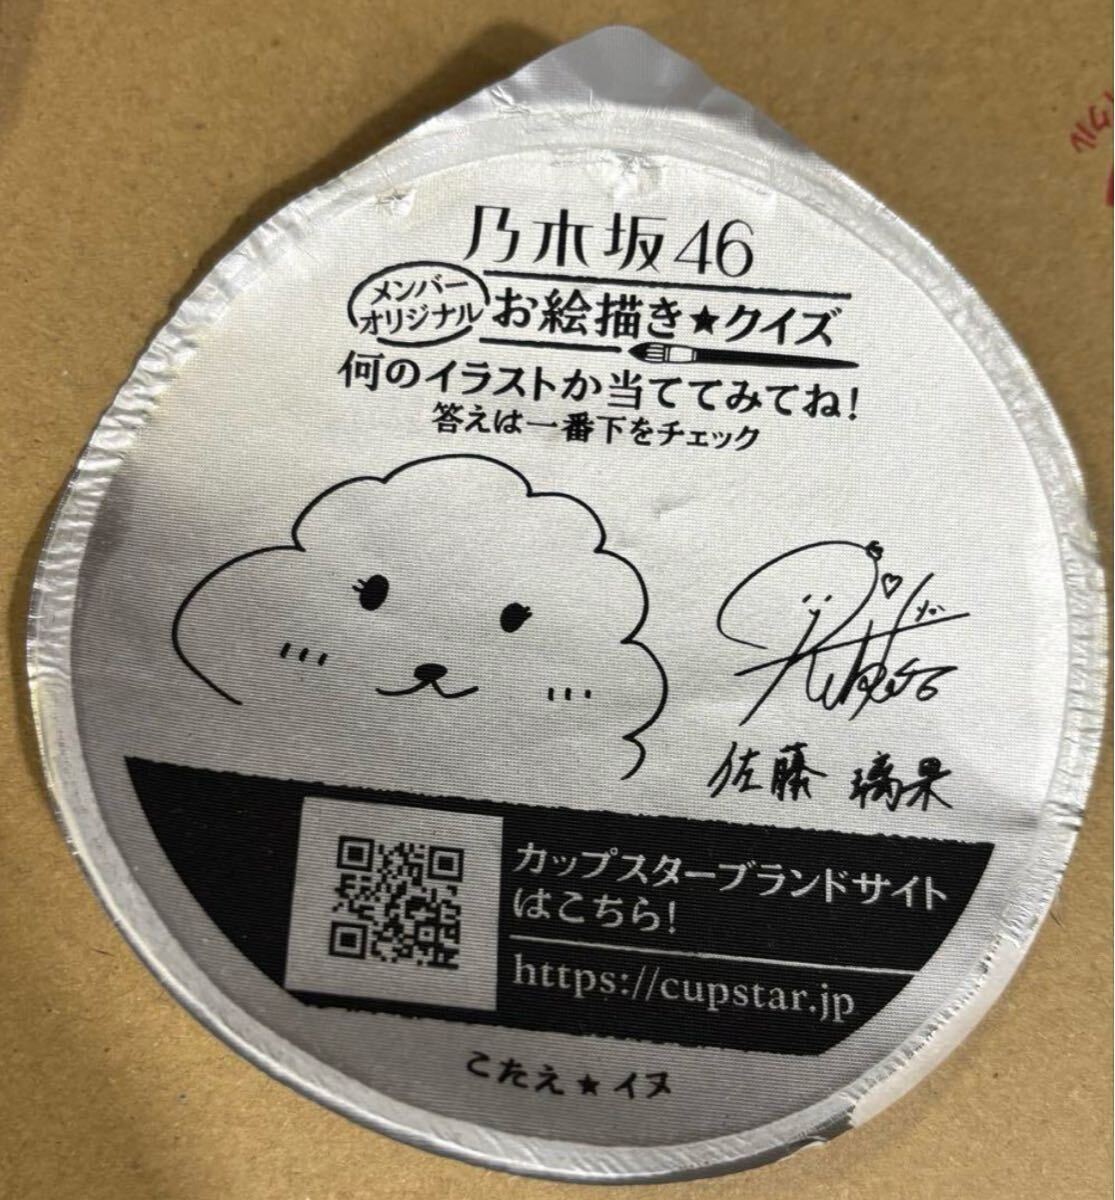 乃木坂46
メンバー
オリジナル
お絵描き★クイズ
何のイラストか当ててみてね!
答えは一番下をチェック
佐藤 璃果
カップスターブランドサイト
はこちら!
https://cupstar.jp
こたえ★イヌ